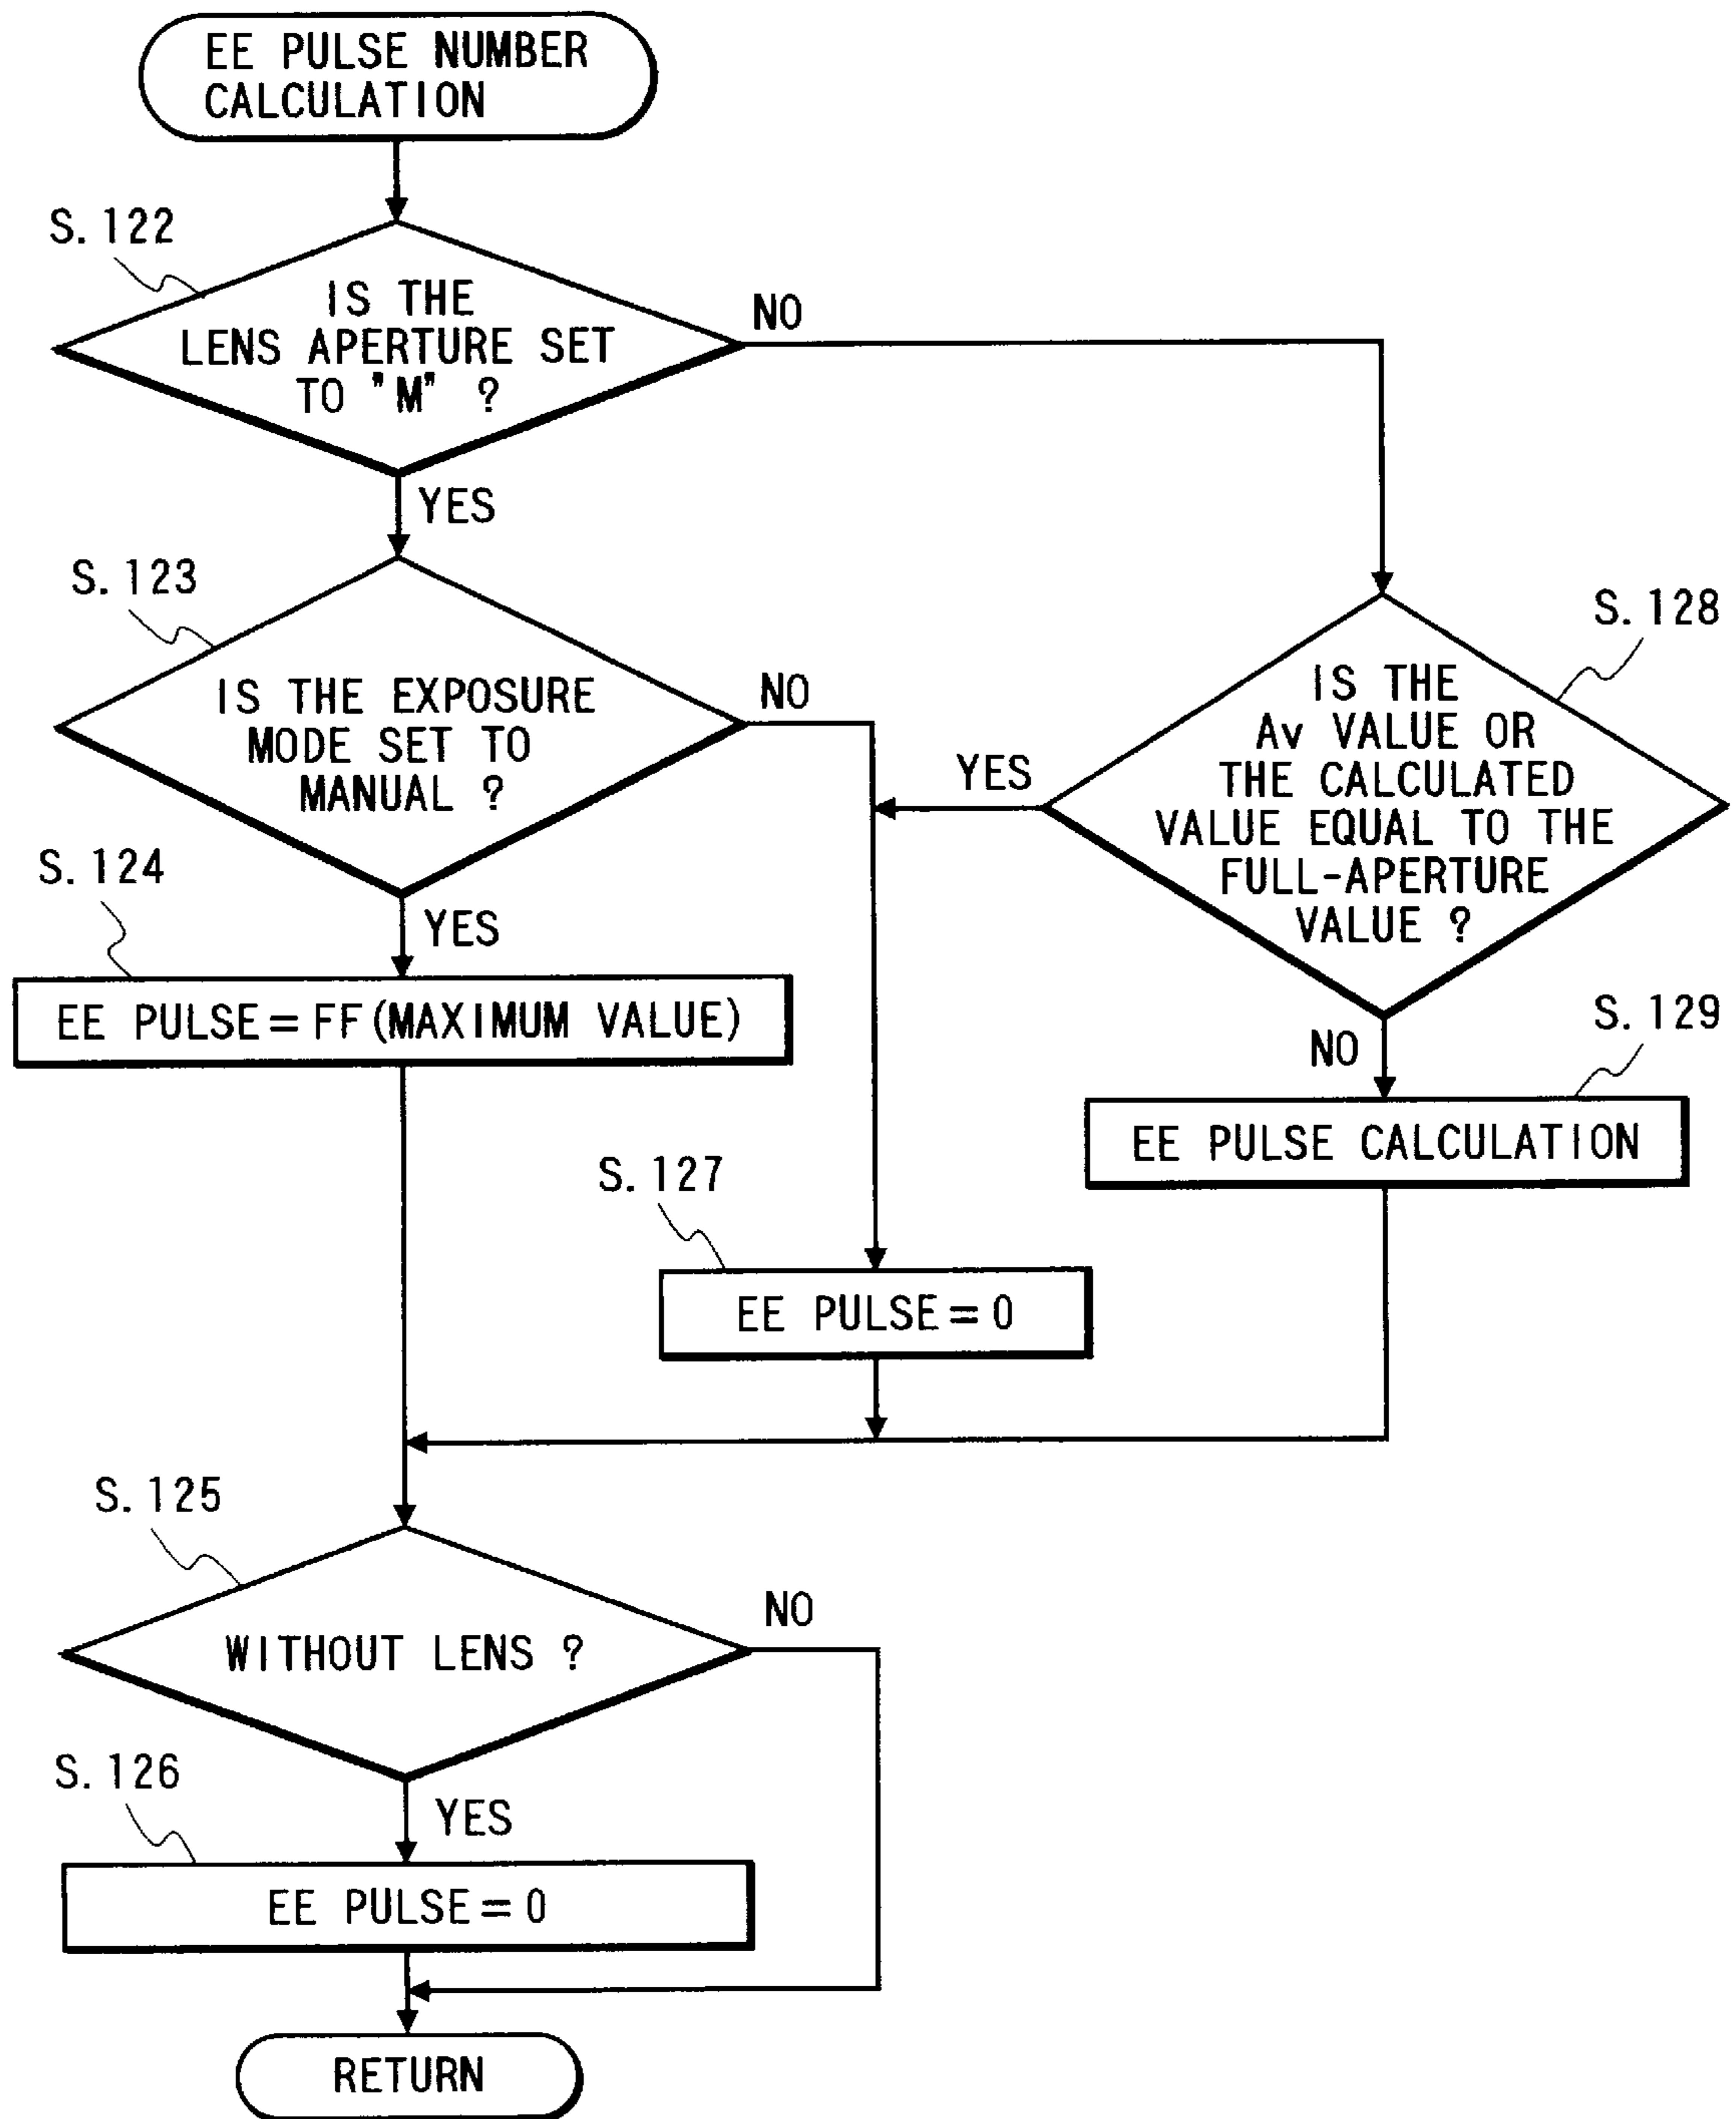 EE PULSE NUMBER
CALCULATION
S. 122
IS THE
LENS APERTURE SET
TO "M" ?
NO
YES
S. 123
IS THE EXPOSURE
MODE SET TO
MANUAL ?
NO
YES
S. 128
IS THE
Av VALUE OR
THE CALCULATED
VALUE EQUAL TO THE
FULL-APERTURE
VALUE ?
YES
NO
S. 124
EE PULSE = FF (MAXIMUM VALUE)
S. 129
EE PULSE CALCULATION
S. 127
EE PULSE = 0
S. 125
WITHOUT LENS ?
NO
YES
S. 126
EE PULSE = 0
RETURN